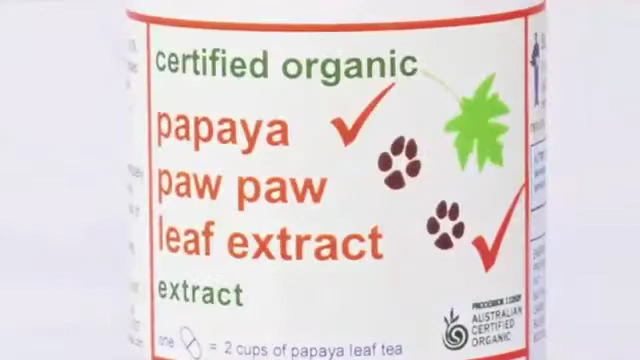 certified organic
papaya
paw paw
leaf extract
extract
one = 2 cups of papaya leaf tea
AUSTRALIAN
CERTIFIED
ORGANIC